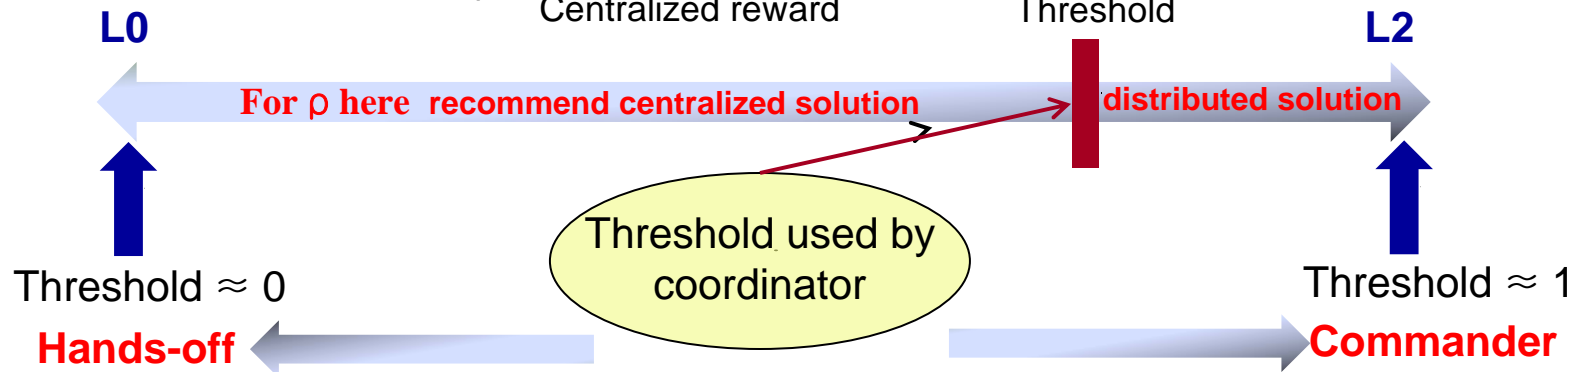 Centralized reward
Threshold
L0
L2
For ρ here recommend centralized solution
distributed solution
Threshold used by
coordinator
Threshold ≈ 0
Threshold ≈ 1
Hands-off
Commander